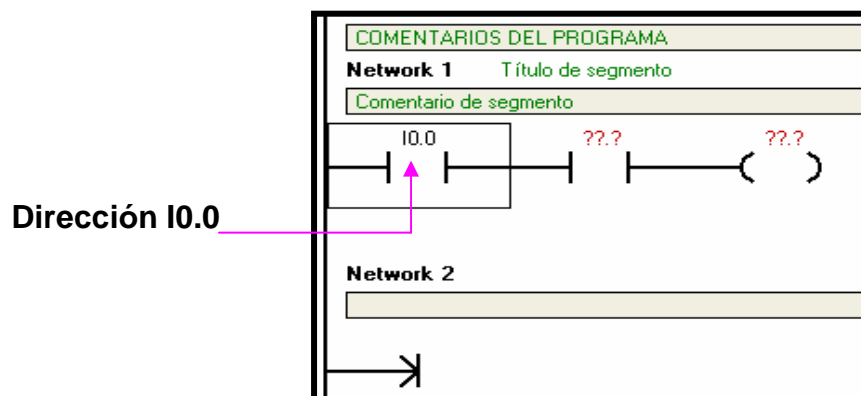 COMENTARIOS DEL PROGRAMA
Network 1 Título de segmento
Comentario de segmento
I0.0 ??.? ??.?
Dirección I0.0
Network 2